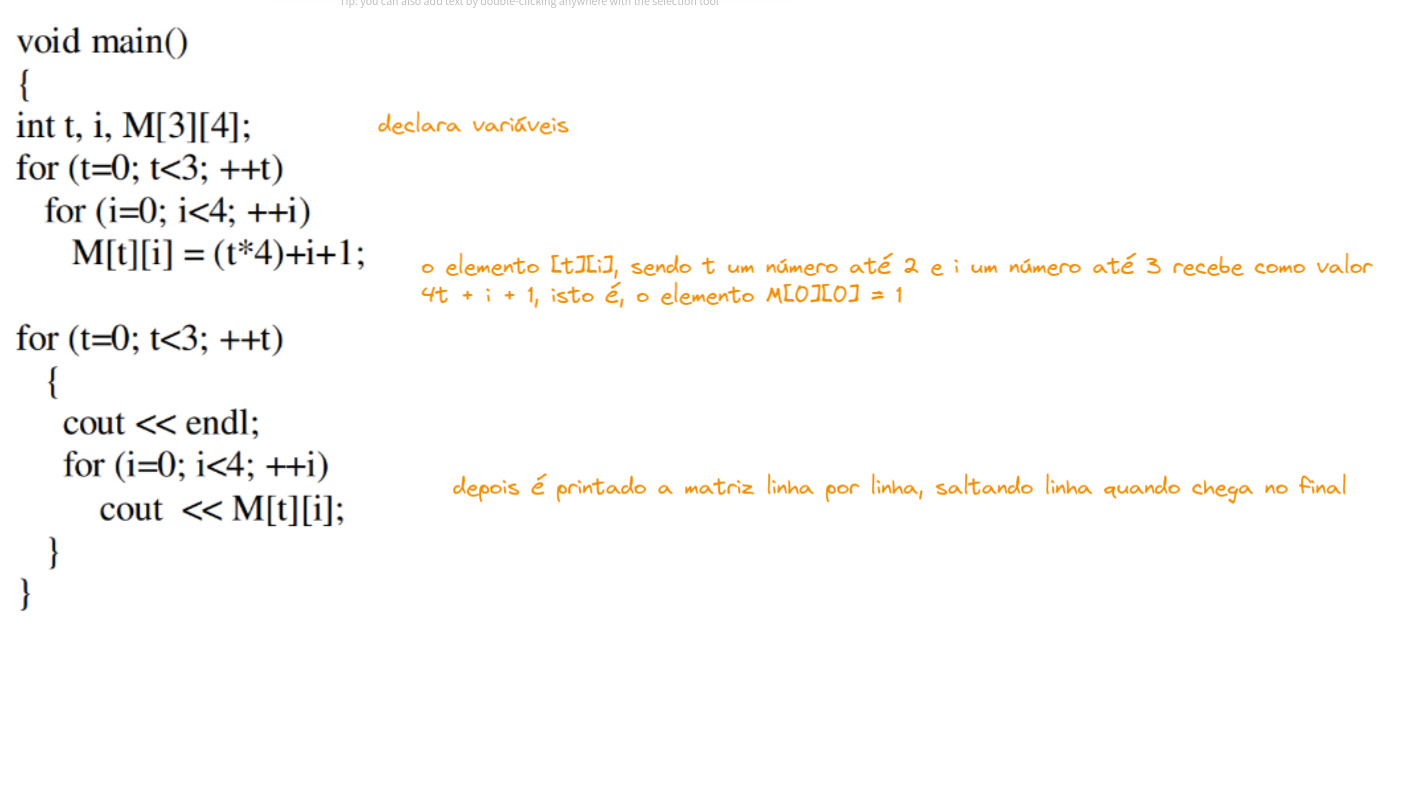 Tip: you can also add text by double-clicking anywhere with the selection tool
void main()
{
int t, i, M[3][4];
declara variáveis
for (t=0; t<3; ++t)
for (i=0; i<4; ++i)
M[t][i] = (t*4)+i+1;
o elemento [t][i], sendo t um número até 2 e i um número até 3 recebe como valor
4t + i + 1, isto é, o elemento M[0][0] = 1
for (t=0; t<3; ++t)
{
cout << endl;
for (i=0; i<4; ++i)
depois é printado a matriz linha por linha, saltando linha quando chega no final
cout << M[t][i];
}
}